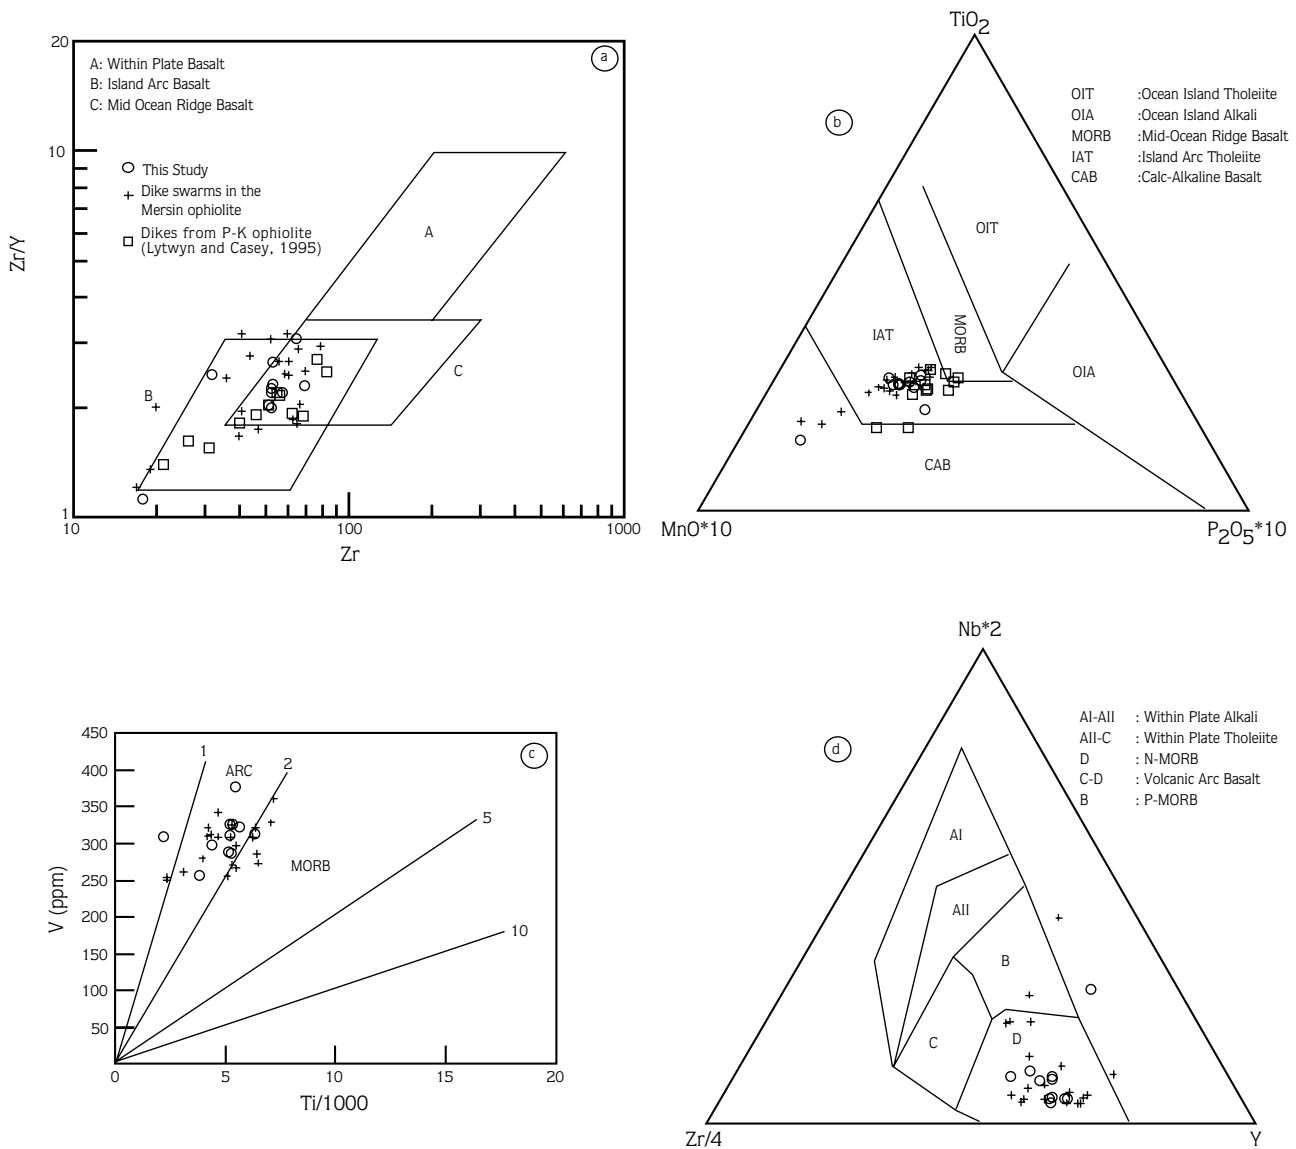 20
10
1
10
100
1000
Zr/Y
Zr
a
A: Within Plate Basalt
B: Island Arc Basalt
C: Mid Ocean Ridge Basalt
This Study
Dike swarms in the
Mersin ophiolite
Dikes from P-K ophiolite
(Lytwyn and Casey, 1995)
A
B
C
b
TiO2
MnO*10
P2O5*10
OIT :Ocean Island Tholeiite
OIA :Ocean Island Alkali
MORB :Mid-Ocean Ridge Basalt
IAT :Island Arc Tholeiite
CAB :Calc-Alkaline Basalt
OIT
IAT
MORB
OIA
CAB
c
450
400
350
300
250
200
150
100
50
0
5
10
15
20
V (ppm)
Ti/1000
1
ARC
2
5
MORB
10
d
Nb*2
Zr/4
Y
AI-AII : Within Plate Alkali
AII-C : Within Plate Tholeiite
D : N-MORB
C-D : Volcanic Arc Basalt
B : P-MORB
AI
AII
B
C
D